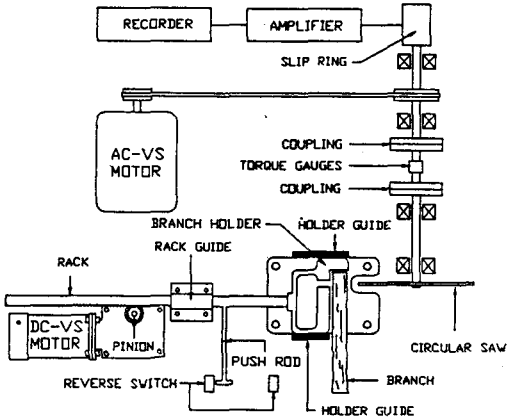 RECORDER
AMPLIFIER
SLIP RING
AC-VS
MOTOR
COUPLING
TORQUE GAUGES
COUPLING
BRANCH HOLDER
HOLDER GUIDE
RACK GUIDE
RACK
DC-VS
MOTOR
PINION
PUSH ROD
CIRCULAR SAW
REVERSE SWITCH
BRANCH
HOLDER GUIDE